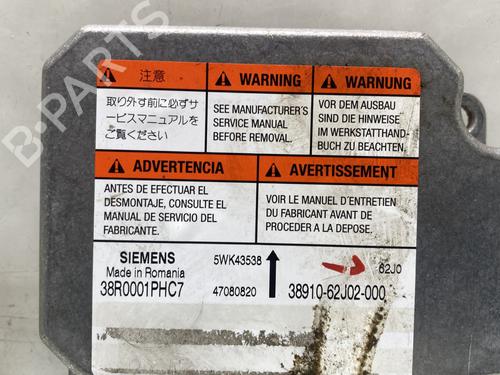 注意
取り外す前に必ずサ
ービスマニュアルを
ご覧ください
WARNING
SEE MANUFACTURER'S
SERVICE MANUAL
BEFORE REMOVAL.
WARNUNG
VOR DEM AUSBAU
SIND DIE HINWEISE
IM WERKSTATTHAND-
BUCH ZU BEACHTEN.
ADVERTENCIA
ANTES DE EFECTUAR EL
DESMONTAJE, CONSULTE EL
MANUAL DE SERVICIO DEL
FABRICANTE.
AVERTISSEMENT
VOIR LE MANUEL D'ENTRETIEN
DU FABRICANT AVANT DE
PROCEDER A LA DEPOSE.
SIEMENS 5WK43538 62J0
Made in Romania
38R0001PHC7 47080820 38910-62J02-000
B-PARTS